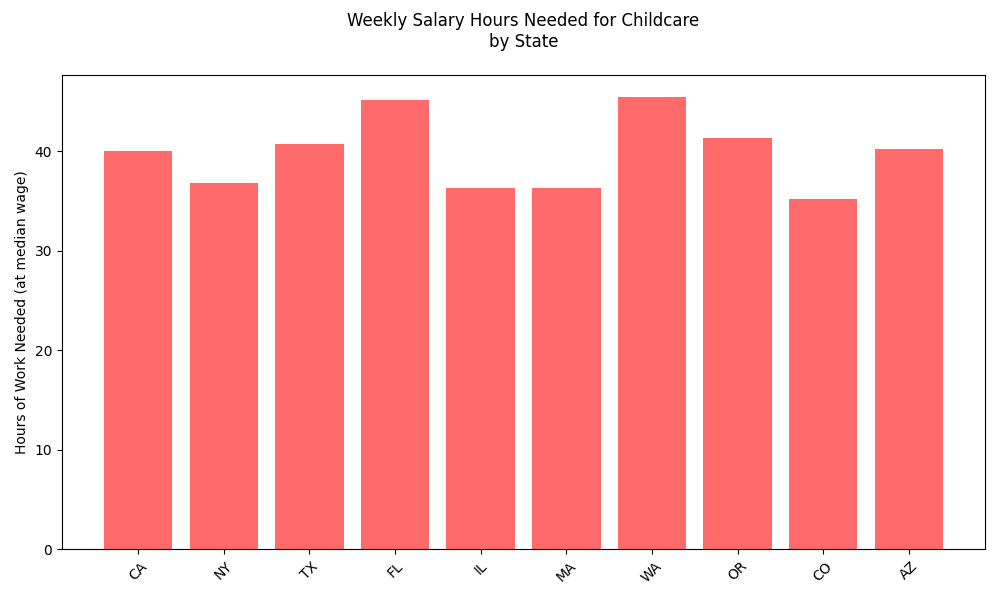 Weekly Salary Hours Needed for Childcare
by State
Hours of Work Needed (at median wage)
40
30
20
10
0
CA
NY
TX
FL
IL
MA
WA
OR
CO
AZ